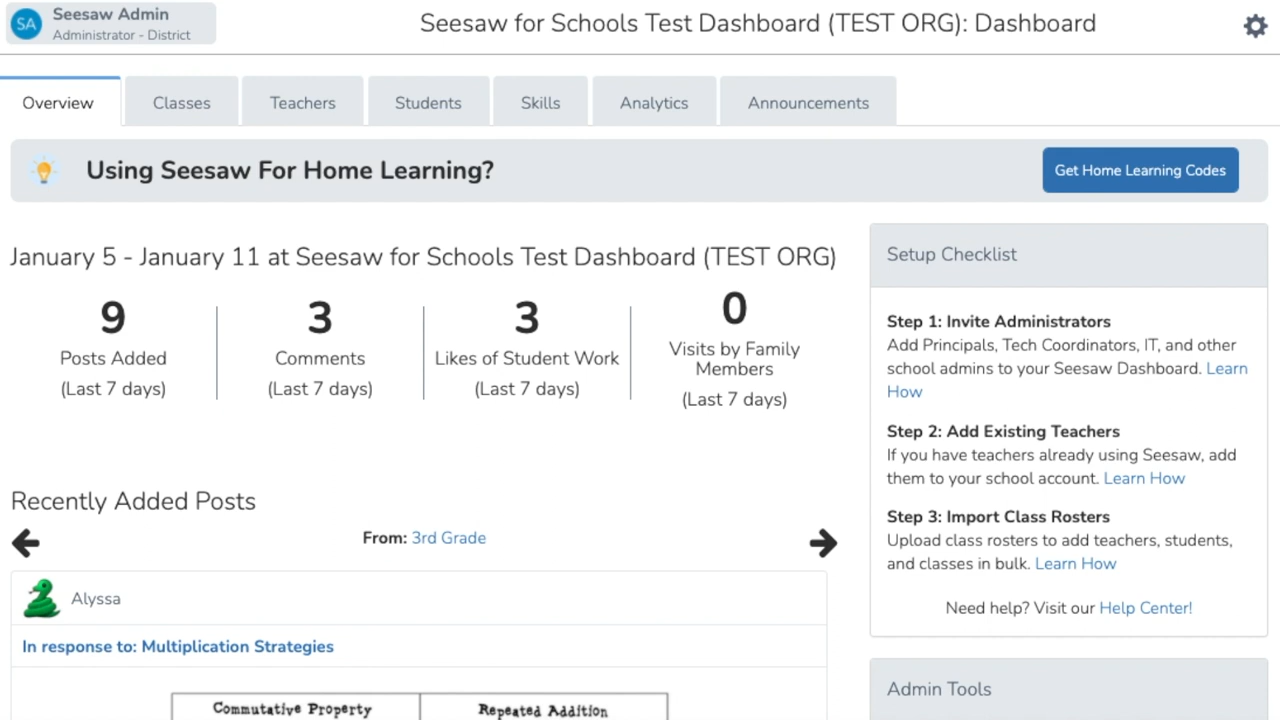 SA
Seesaw Admin
Administrator - District
Seesaw for Schools Test Dashboard (TEST ORG): Dashboard
Overview
Classes
Teachers
Students
Skills
Analytics
Announcements
Using Seesaw For Home Learning?
Get Home Learning Codes
January 5 - January 11 at Seesaw for Schools Test Dashboard (TEST ORG)
9
Posts Added
(Last 7 days)
3
Comments
(Last 7 days)
3
Likes of Student Work
(Last 7 days)
0
Visits by Family
Members
(Last 7 days)
Recently Added Posts
From: 3rd Grade
Alyssa
In response to: Multiplication Strategies
Commutative Property
Repeated Addition
Setup Checklist
Step 1: Invite Administrators
Add Principals, Tech Coordinators, IT, and other
school admins to your Seesaw Dashboard. Learn
How
Step 2: Add Existing Teachers
If you have teachers already using Seesaw, add
them to your school account. Learn How
Step 3: Import Class Rosters
Upload class rosters to add teachers, students,
and classes in bulk. Learn How
Need help? Visit our Help Center!
Admin Tools